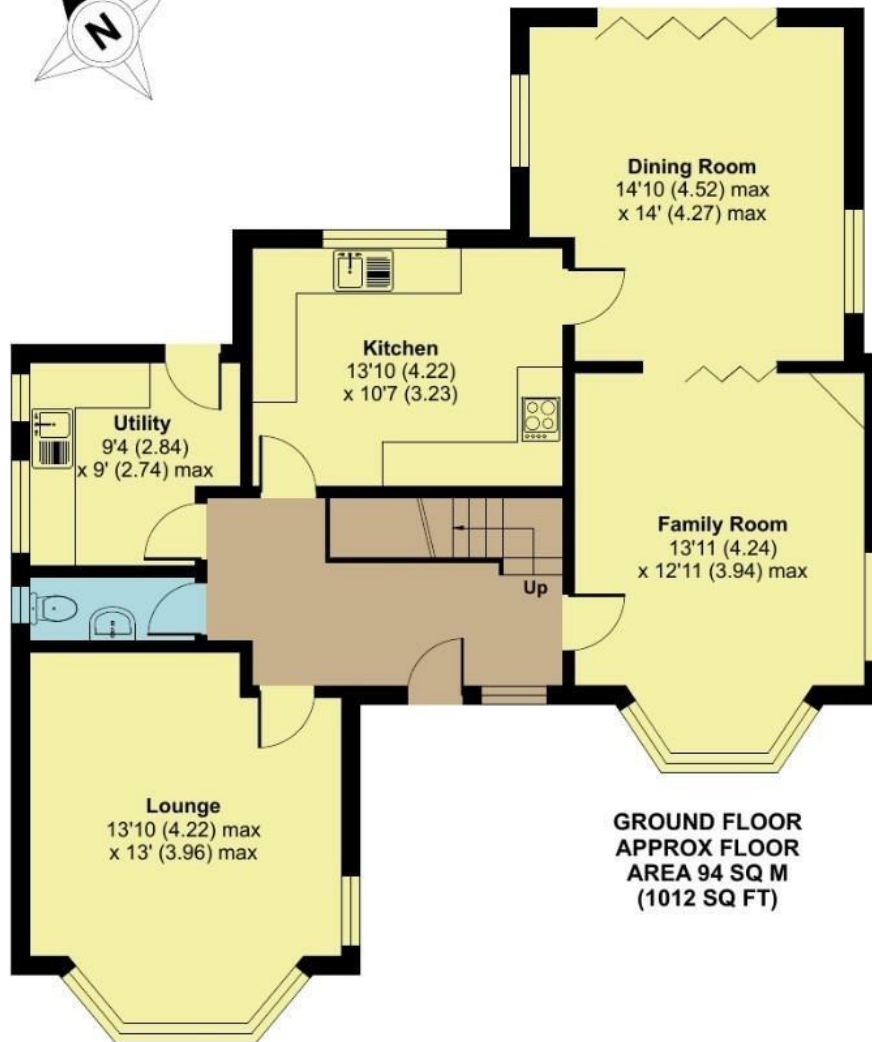 N
Dining Room
14'10 (4.52) max
x 14' (4.27) max
Kitchen
13'10 (4.22)
x 10'7 (3.23)
Utility
9'4 (2.84)
x 9' (2.74) max
Family Room
13'11 (4.24)
x 12'11 (3.94) max
Up
Lounge
13'10 (4.22) max
x 13' (3.96) max
GROUND FLOOR
APPROX FLOOR
AREA 94 SQ M
(1012 SQ FT)